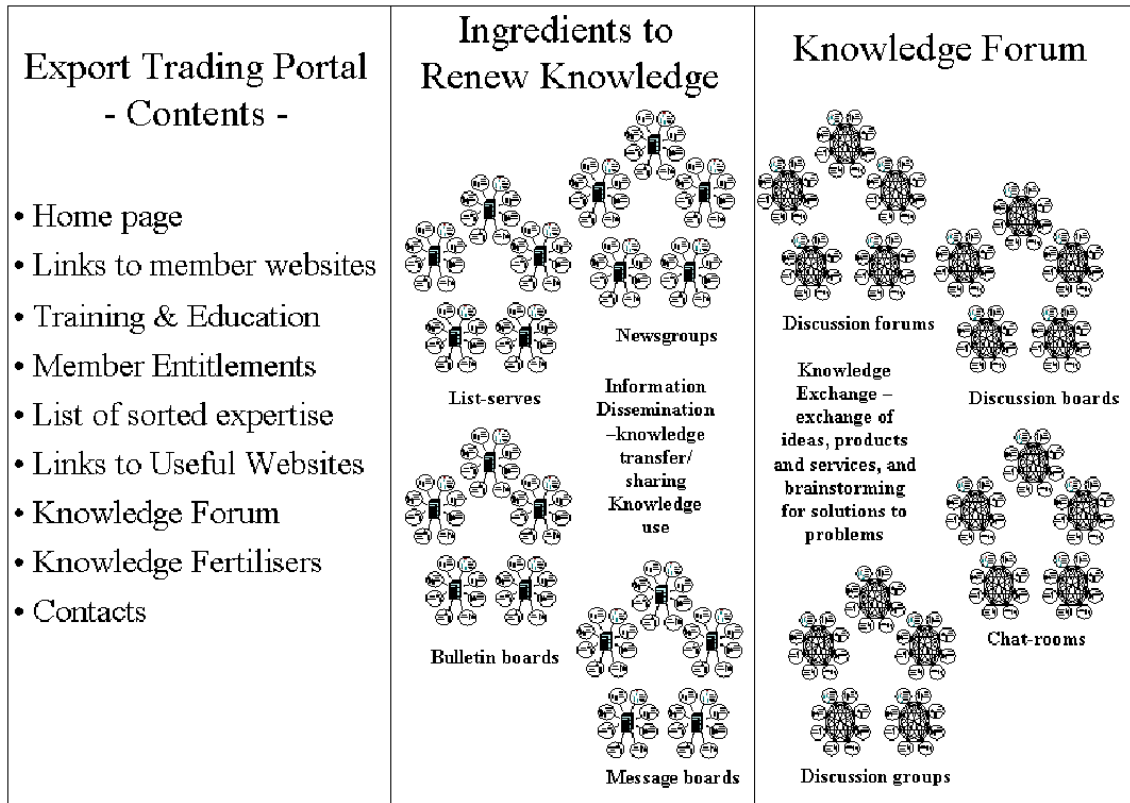 Export Trading Portal
- Contents -
• Home page
• Links to member websites
• Training & Education
• Member Entitlements
• List of sorted expertise
• Links to Useful Websites
• Knowledge Forum
• Knowledge Fertilisers
• Contacts
Ingredients to
Renew Knowledge
Newsgroups
List-serves
Information
Dissemination
–knowledge
transfer/
sharing
Knowledge
use
Bulletin boards
Message boards
Knowledge Forum
Discussion forums
Discussion boards
Knowledge
Exchange –
exchange of
ideas, products
and services, and
brainstorming
for solutions to
problems
Chat-rooms
Discussion groups